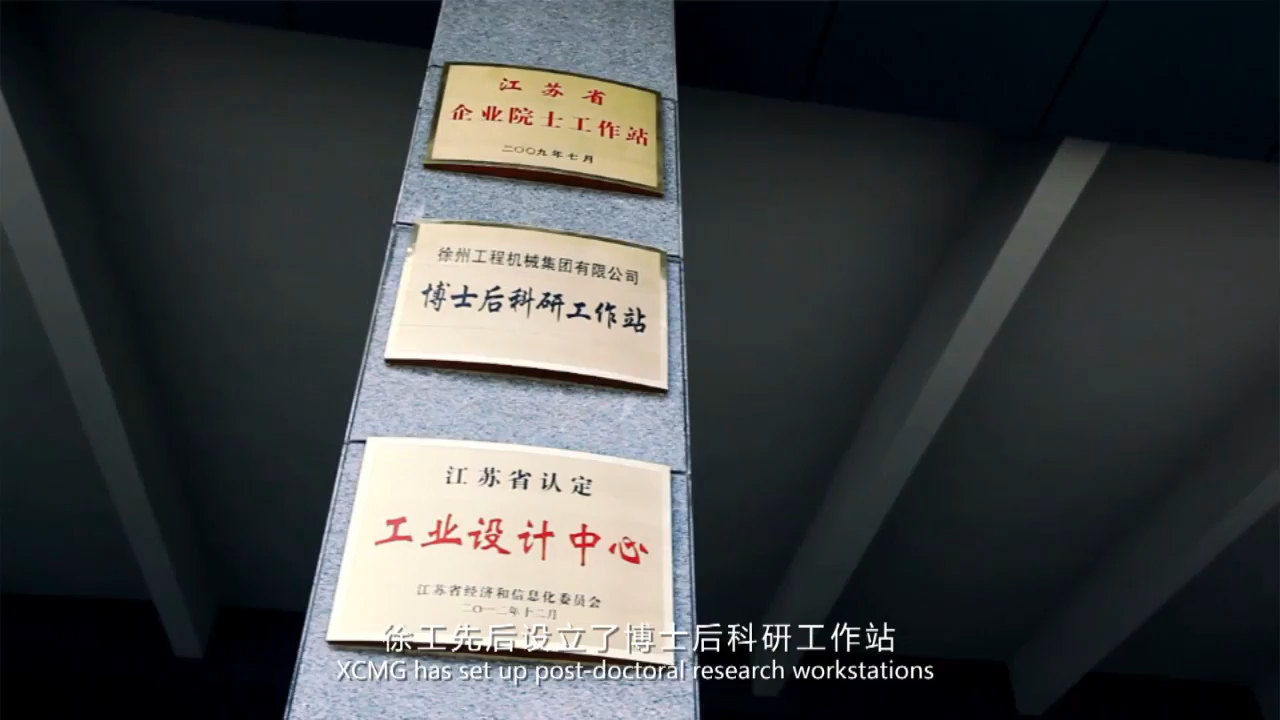 江苏省
企业院士工作站
二〇〇九年七月
徐州工程机械集团有限公司
博士后科研工作站
江苏省认定
工业设计中心
江苏省经济和信息化委员会
二〇一二年十二月
徐工先后设立了博士后科研工作站
XCMG has set up post-doctoral research workstations